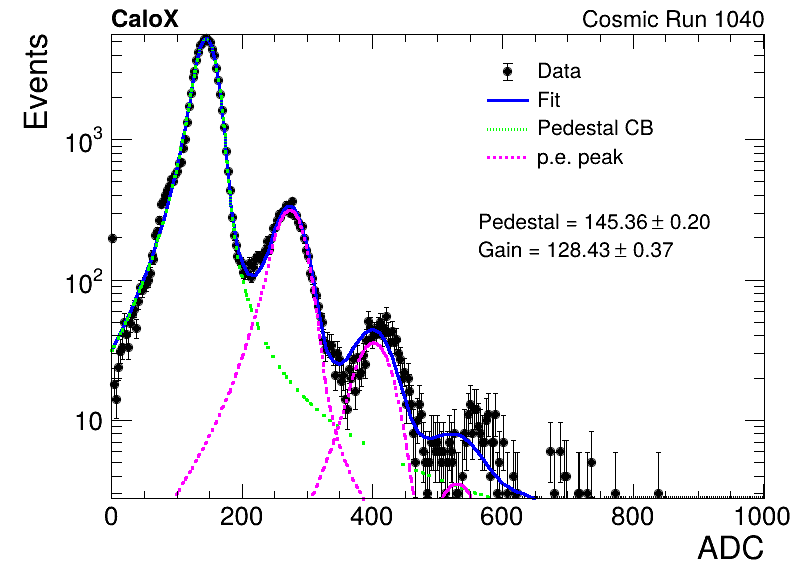 CaloX Cosmic Run 1040
Events
Data
Fit
Pedestal CB
p.e. peak
Pedestal = 145.36 ± 0.20
Gain = 128.43 ± 0.37
10³
10²
10
0 200 400 600 800 1000
ADC